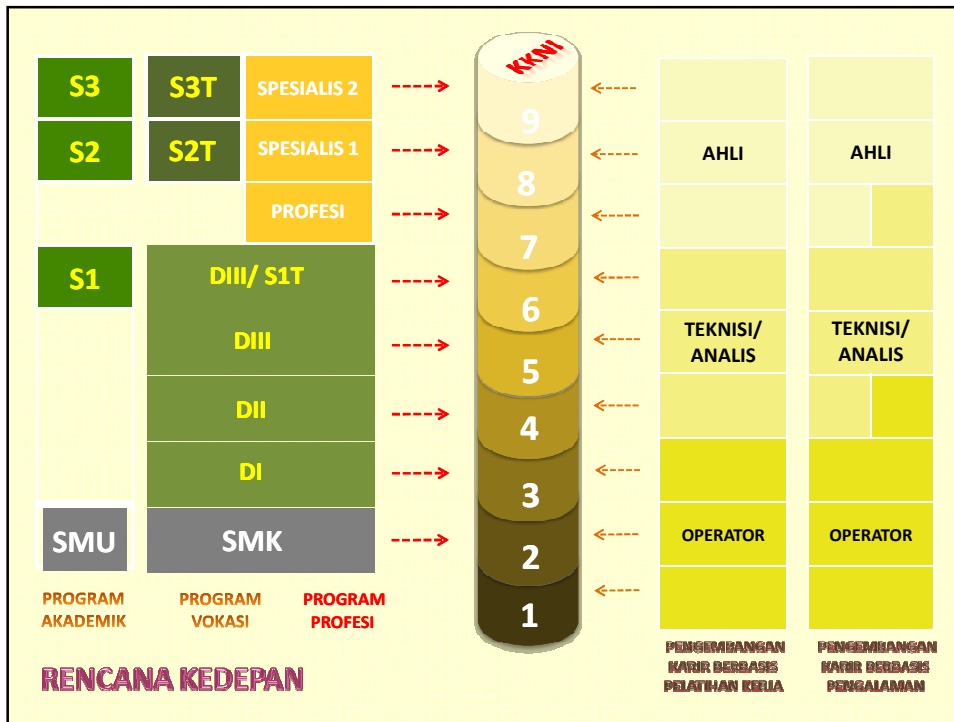 KKNI
S3
S3T
SPESIALIS 2
9
S2
S2T
SPESIALIS 1
8
AHLI
AHLI
PROFESI
7
S1
DIII/ S1T
6
DIII
5
TEKNISI/
ANALIS
TEKNISI/
ANALIS
DII
4
DI
3
SMU
SMK
2
OPERATOR
OPERATOR
1
PROGRAM
AKADEMIK
PROGRAM
VOKASI
PROGRAM
PROFESI
PENGEMBANGAN
KARIR BERBASIS
PELATIHAN KERJA
PENGEMBANGAN
KARIR BERBASIS
PENGALAMAN
RENCANA KEDEPAN